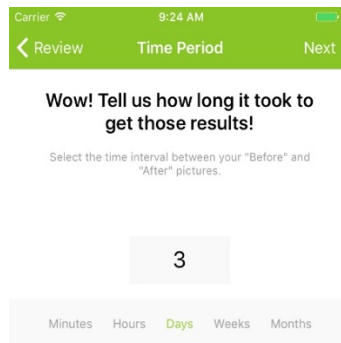 Carrier 9:24 AM
Review Time Period Next
Wow! Tell us how long it took to
get those results!
Select the time interval between your "Before" and
"After" pictures.
3
Minutes Hours Days Weeks Months